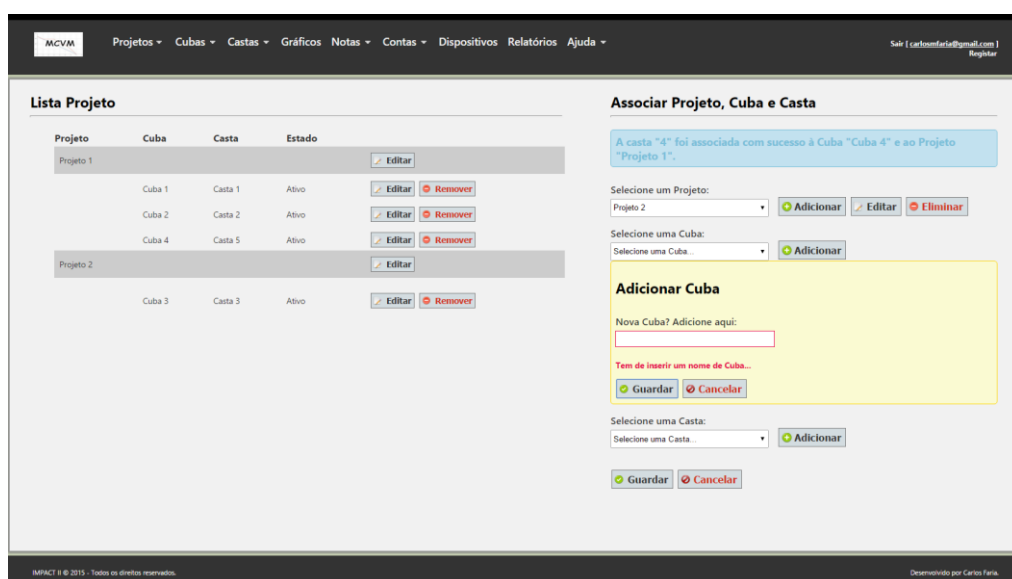 MCVM
Projetos Cubas Castas Gráficos Notas Contas Dispositivos Relatórios Ajuda
Sair [ carlosmfaria@gmail.com ]
Registar
Lista Projeto
Projeto Cuba Casta Estado
Projeto 1 Editar
Cuba 1 Casta 1 Ativo Editar Remover
Cuba 2 Casta 2 Ativo Editar Remover
Cuba 4 Casta 5 Ativo Editar Remover
Projeto 2 Editar
Cuba 3 Casta 3 Ativo Editar Remover
Associar Projeto, Cuba e Casta
A casta "4" foi associada com sucesso à Cuba "Cuba 4" e ao Projeto
"Projeto 1".
Selecione um Projeto:
Projeto 2 Adicionar Editar Eliminar
Selecione uma Cuba:
Selecione uma Cuba... Adicionar
Adicionar Cuba
Nova Cuba? Adicione aqui:
Tem de inserir um nome de Cuba...
Guardar Cancelar
Selecione uma Casta:
Selecione uma Casta... Adicionar
Guardar Cancelar
IMPACT II © 2015 - Todos os direitos reservados.
Desenvolvido por Carlos Faria.